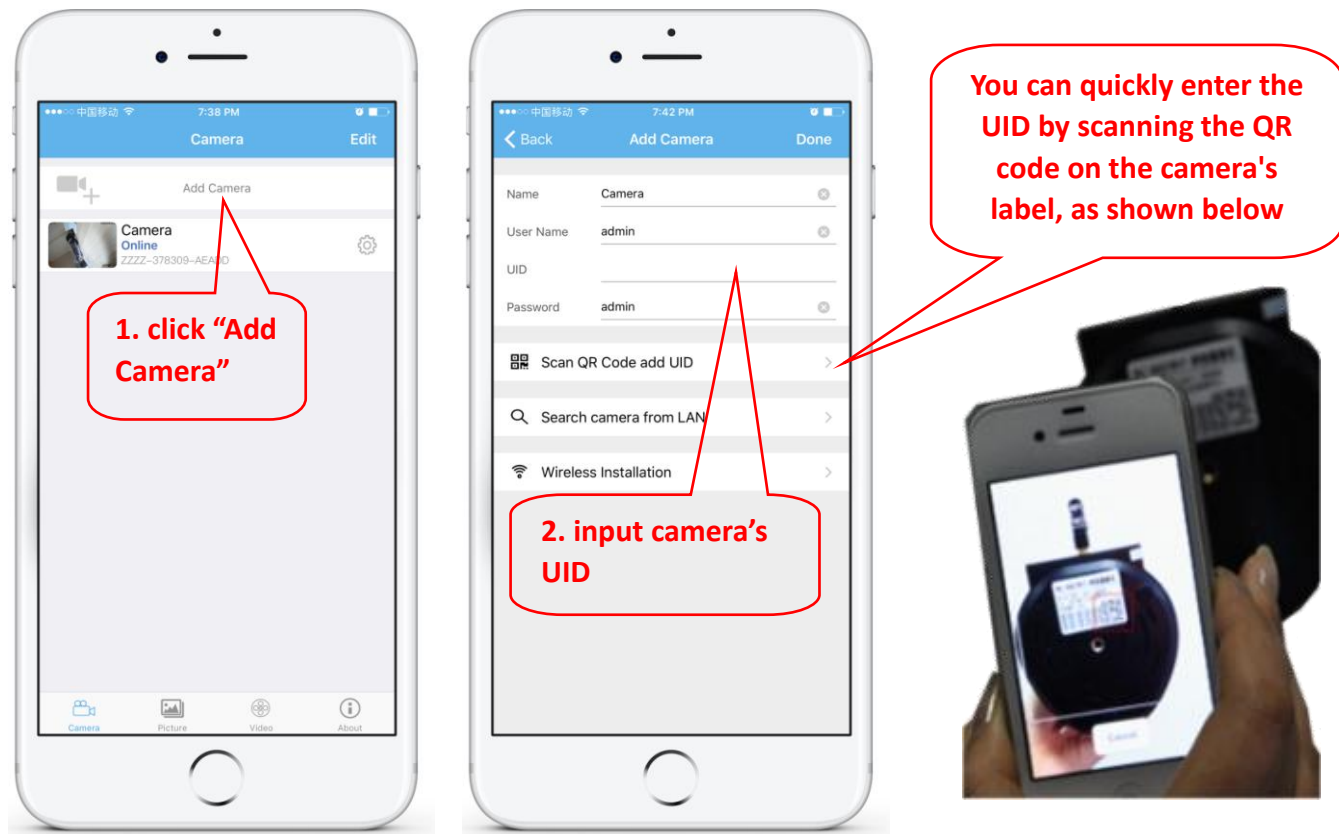 中国移动
7:38 PM
Camera
Edit
Add Camera
Camera
Online
1. click “Add
Camera”
Camera
Picture
Video
About
中国移动
7:42 PM
Back
Add Camera
Done
Name
Camera
User Name
admin
UID
Password
admin
Scan QR Code add UID
Search camera from LAN
Wireless Installation
2. input camera’s
UID
You can quickly enter the
UID by scanning the QR
code on the camera's
label, as shown below
Cancel